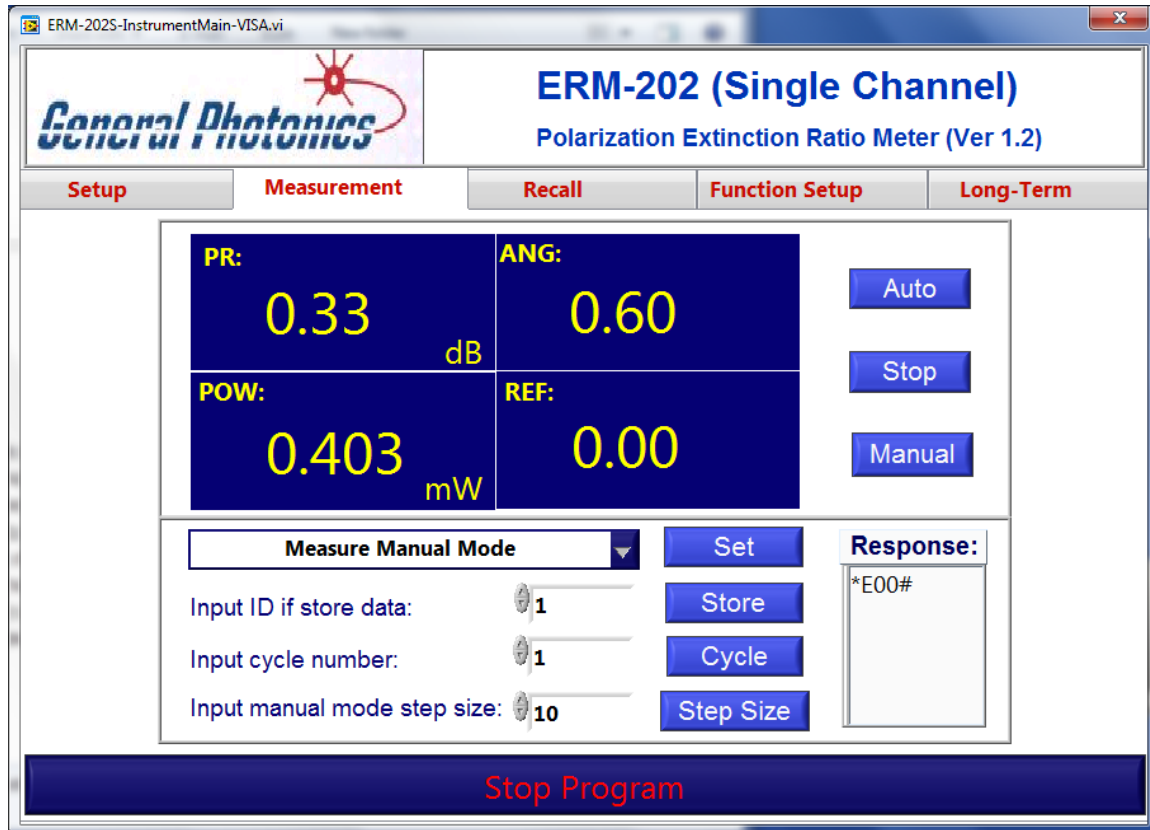 ERM-202S-InstrumentMain-VISA.vi
General Photonics
ERM-202 (Single Channel)
Polarization Extinction Ratio Meter (Ver 1.2)
Setup Measurement Recall Function Setup Long-Term
PR: ANG:
0.33 dB 0.60
Auto
Stop
POW: REF:
0.403 mW 0.00
Manual
Measure Manual Mode Set Response:
*E00#
Input ID if store data: 1 Store
Input cycle number: 1 Cycle
Input manual mode step size: 10 Step Size
Stop Program